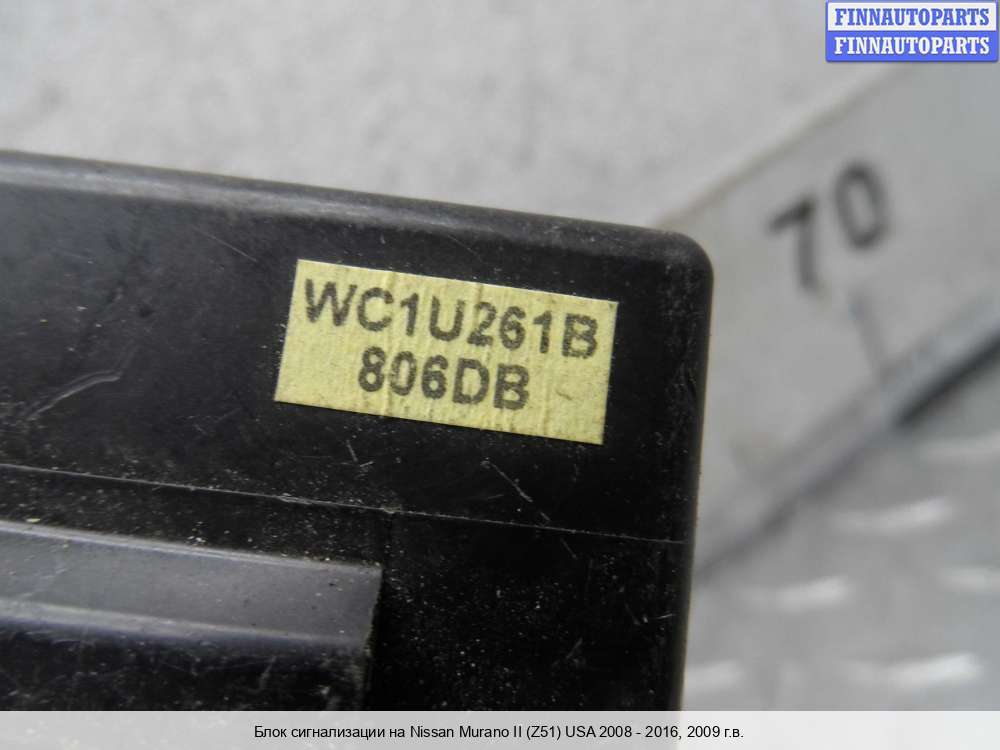 FINNAUTOPARTS
FINNAUTOPARTS
70
WC1U261B
806DB
Блок сигнализации на Nissan Murano II (Z51) USA 2008 - 2016, 2009 г.в.